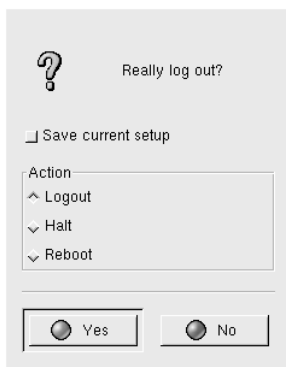 Really log out?
Save current setup
Action
Logout
Halt
Reboot
Yes
No